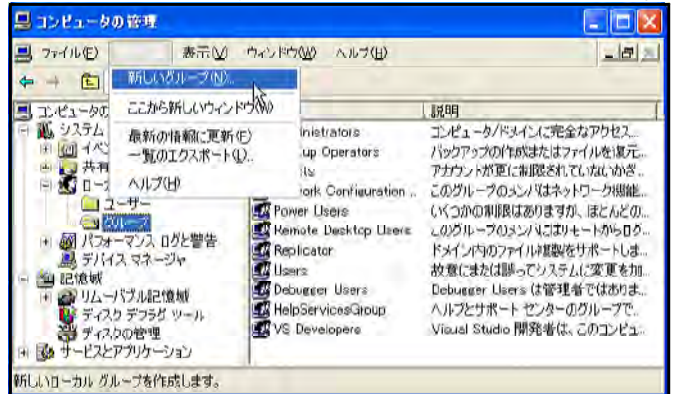 コンピュータの管理
ファイル(F) 表示(V) ウィンドウ(W) ヘルプ(H)
新しいグループ(N)...
ここから新しいウィンドウ(W)
最新の情報に更新(F)
一覧のエクスポート(L)...
ヘルプ(H)
コンピュータの
システム
イベ
共有
ロー
ユーザー
グループ
パフォーマンス ログと警告
デバイス マネージャ
記憶域
リムーバブル記憶域
ディスク デフラグ ツール
ディスクの管理
サービスとアプリケーション
説明
inistrators コンピュータ/ドメインに完全なアクセス...
up Operators バックアップの作成またはファイルを復元...
ts アカウントが更に制限されていないかぎ...
ork Configuration .. このグループのメンバはネットワーク機能...
Power Users いくつかの制限はありますが、ほとんどの...
Remote Desktop Users このグループのメンバにはリモートからログ...
Replicator ドメイン内のファイル複製をサポートしま...
Users 故意にまたは誤ってシステムに変更を加...
Debugger Users Debugger Users は管理者ではありま...
HelpServicesGroup ヘルプとサポート センターのグループで...
VS Developers Visual Studio 開発者は、このコンピュ...
新しいローカル グループを作成します。